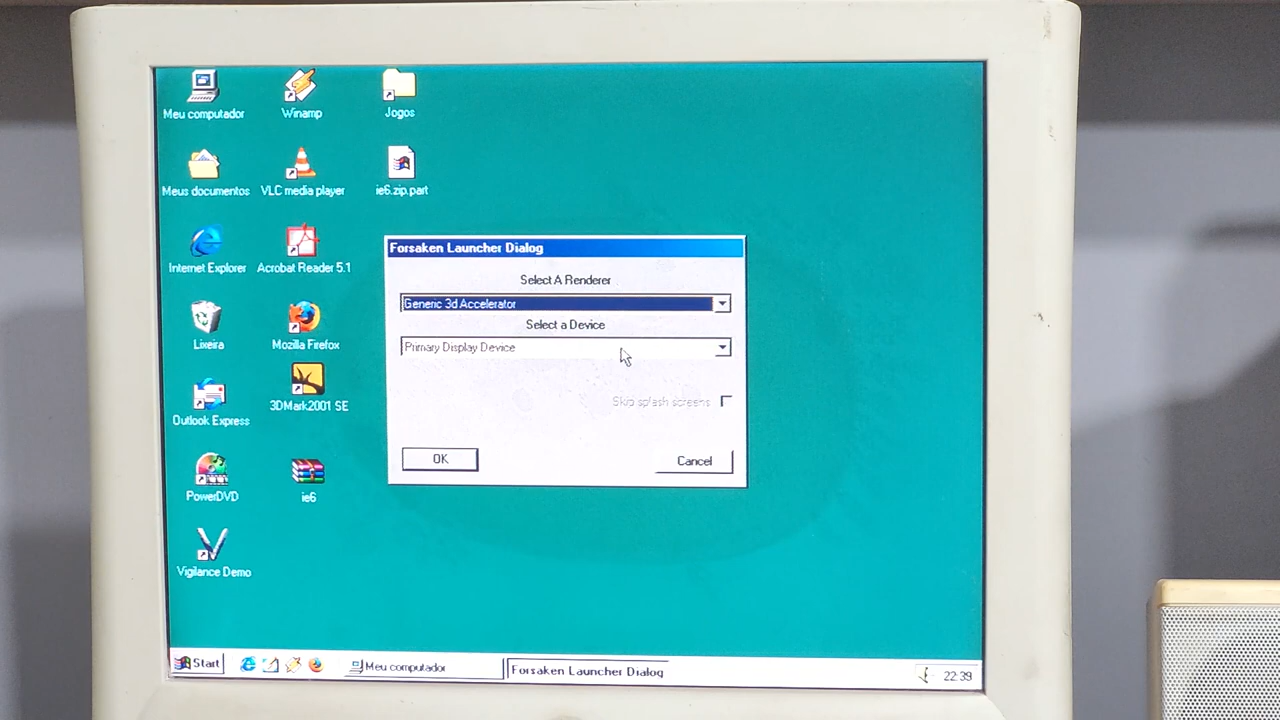 Meu computador
Winamp
Jogos
Meus documentos
VLC media player
ie6.zip.part
Internet Explorer
Acrobat Reader 5.1
Lixeira
Mozilla Firefox
Outlook Express
3DMark2001 SE
PowerDVD
ie6
Vigilance Demo
Forsaken Launcher Dialog
Select A Renderer
Generic 3d Accelerator
Select a Device
Primary Display Device
Skip splash screens
OK
Cancel
Start
Meu computador
Forsaken Launcher Dialog
22:39